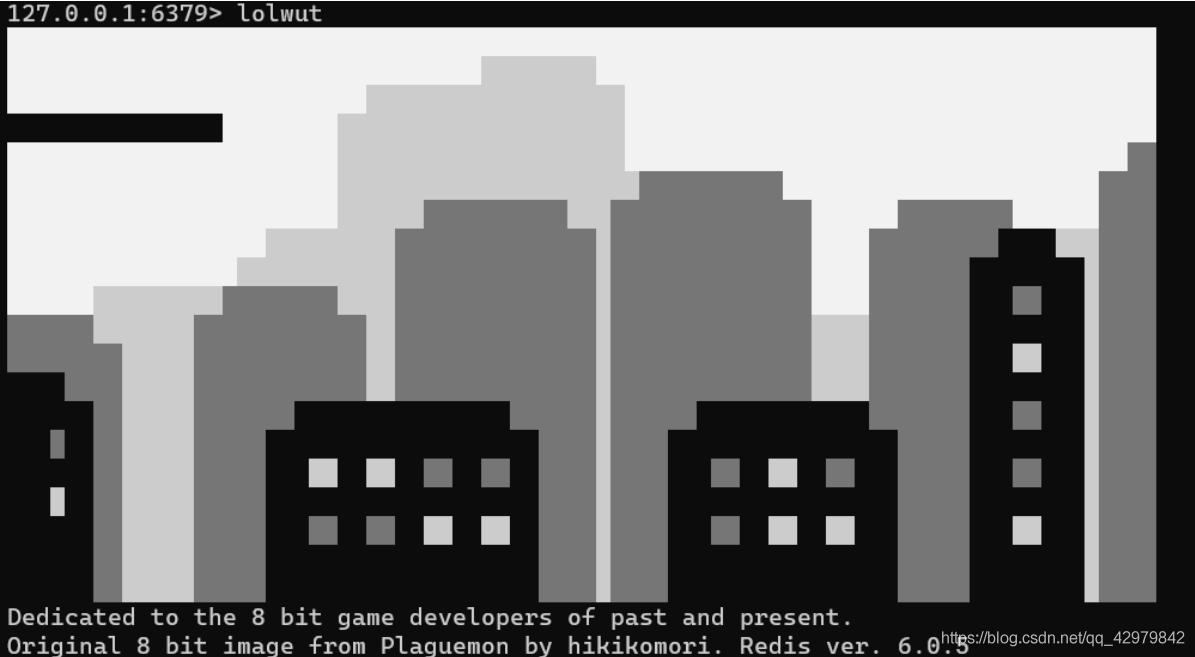 127.0.0.1:6379> lolwut
Dedicated to the 8 bit game developers of past and present.
Original 8 bit image from Plaguemon by hikikomori. Redis ver. 6.0.5
https://blog.csdn.net/qq_42979842